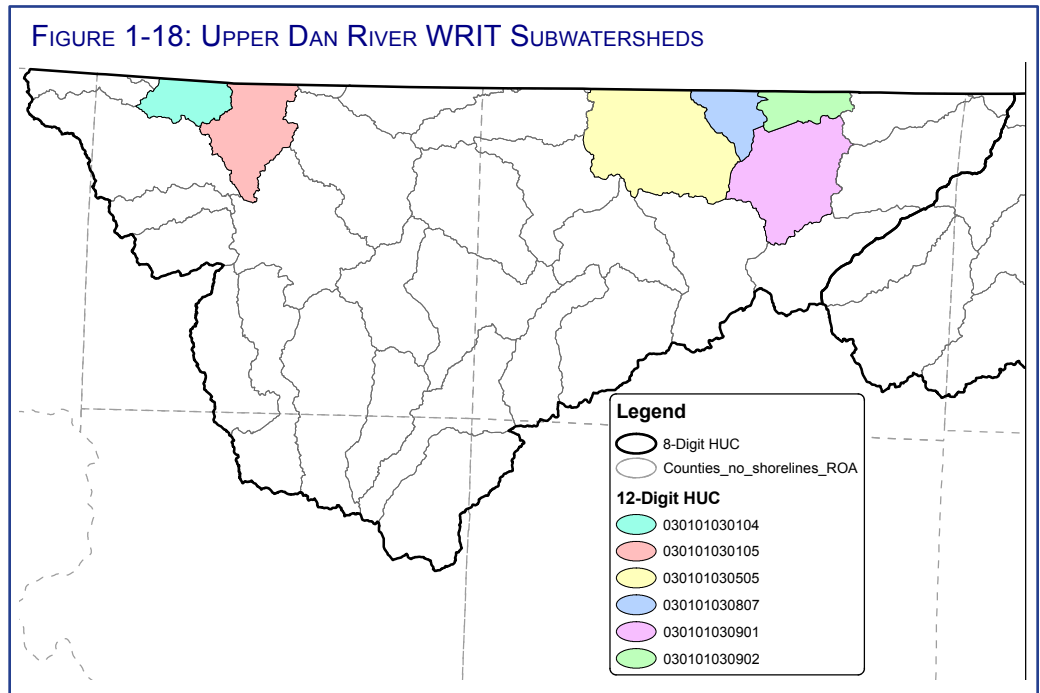 FIGURE 1-18: UPPER DAN RIVER WRIT SUBWATERSHEDS
Legend
8-Digit HUC
Counties_no_shorelines_ROA
12-Digit HUC
030101030104
030101030105
030101030505
030101030807
030101030901
030101030902